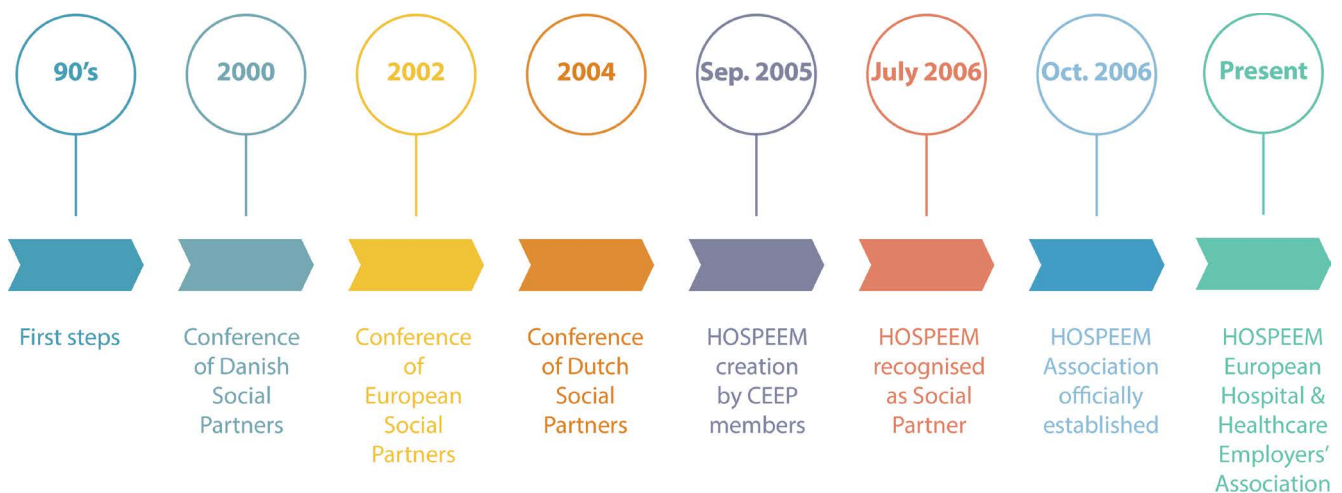 90's
2000
2002
2004
Sep. 2005
July 2006
Oct. 2006
Present
First steps
Conference
of Danish
Social
Partners
Conference
of
European
Social
Partners
Conference
of Dutch
Social
Partners
HOSPEEM
creation
by CEEP
members
HOSPEEM
recognised
as Social
Partner
HOSPEEM
Association
officially
established
HOSPEEM
European
Hospital &
Healthcare
Employers'
Association